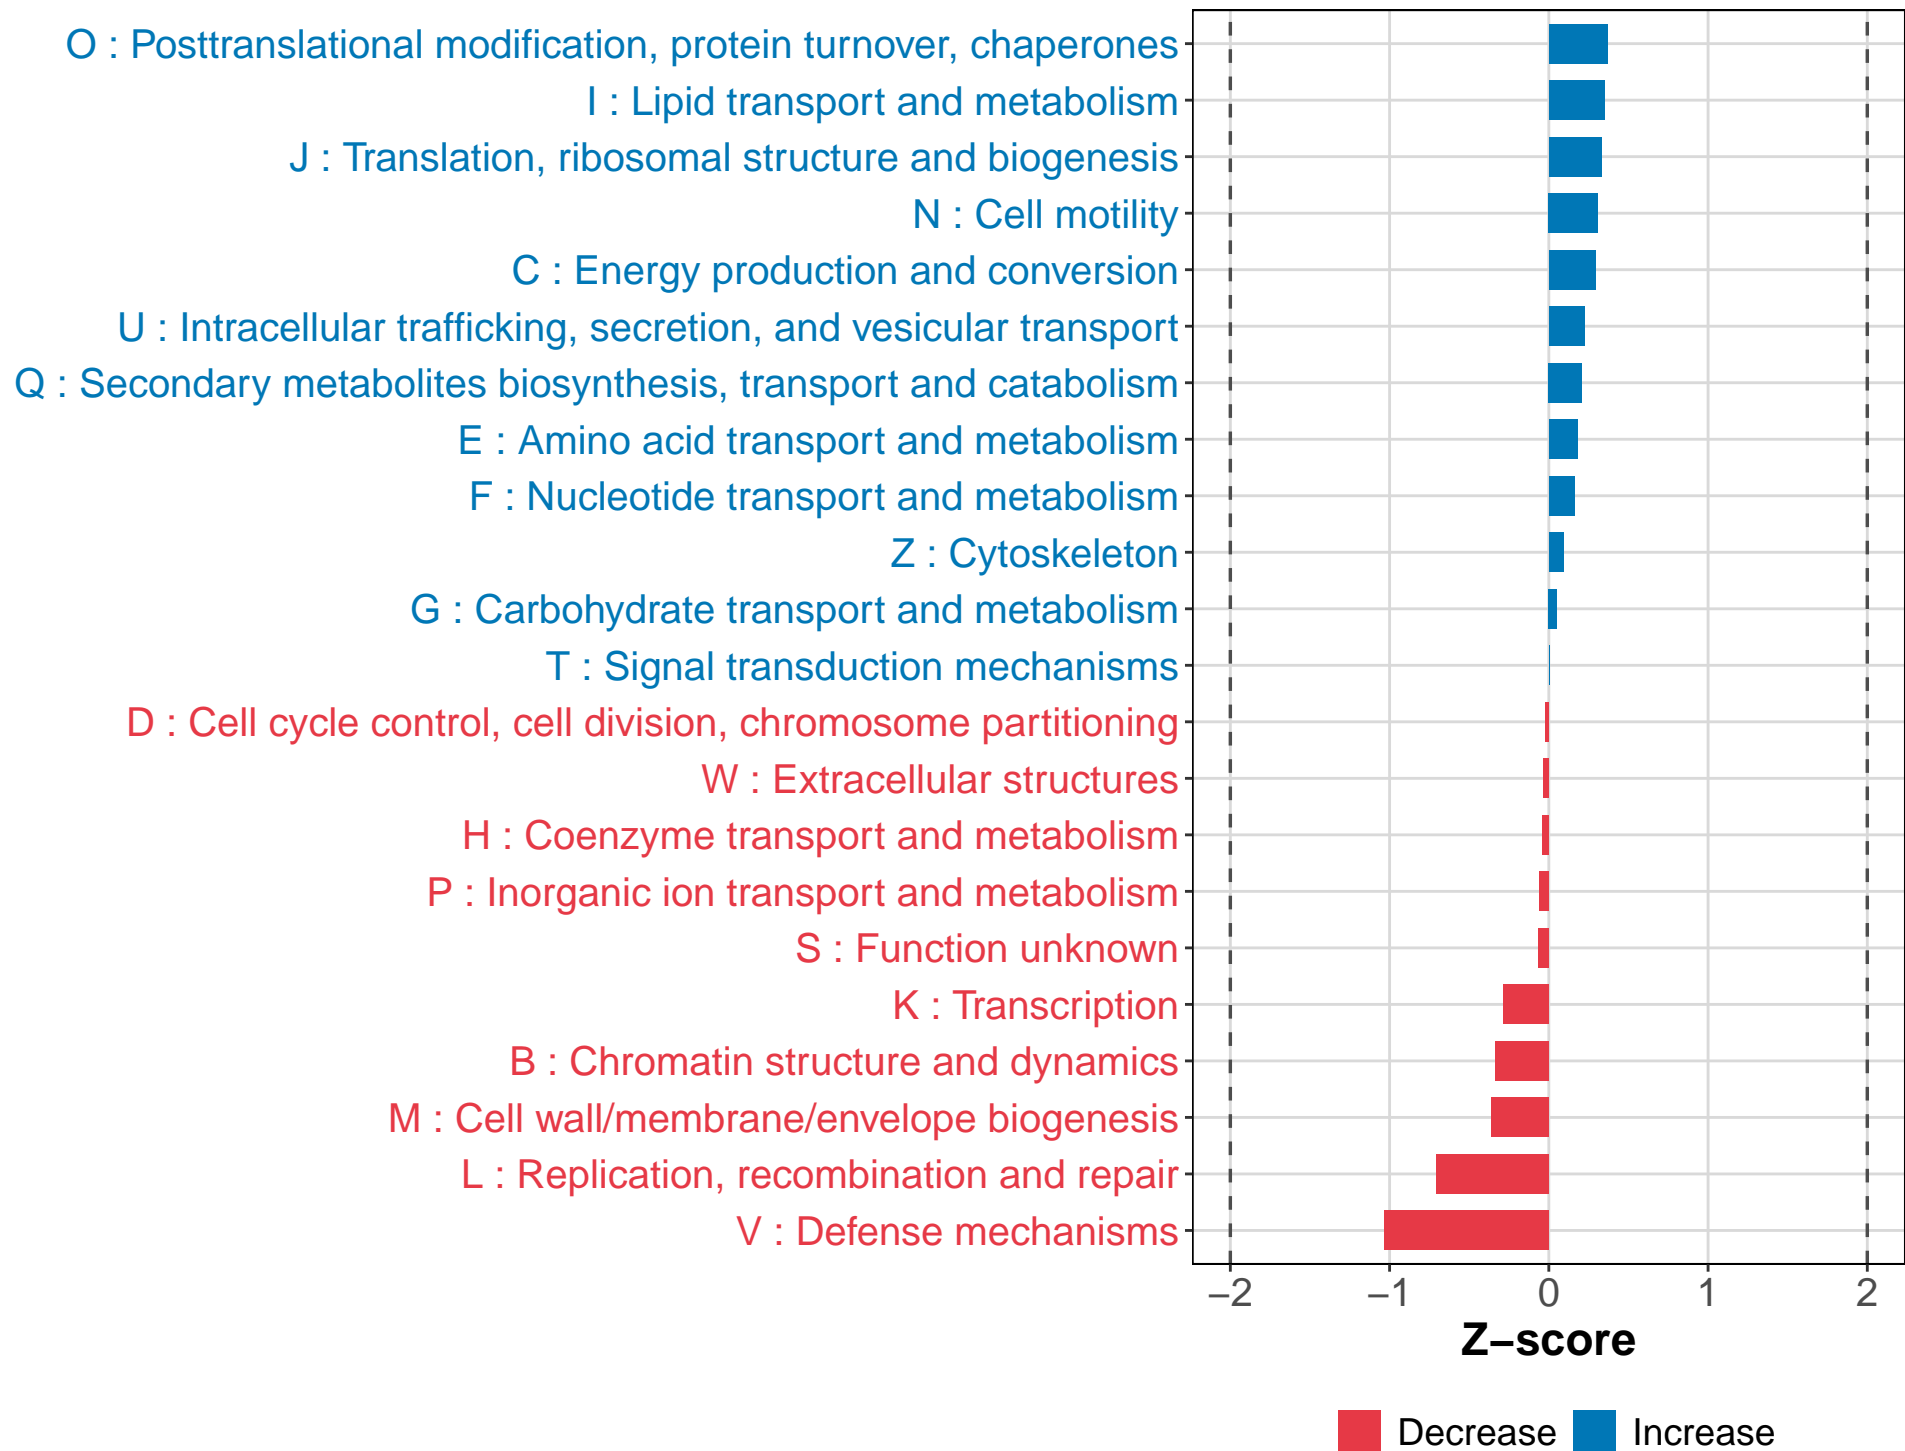 O : Posttranslational modification, protein turnover, chaperones
I : Lipid transport and metabolism
J : Translation, ribosomal structure and biogenesis
N : Cell motility
C : Energy production and conversion
U : Intracellular trafficking, secretion, and vesicular transport
Q : Secondary metabolites biosynthesis, transport and catabolism
E : Amino acid transport and metabolism
F : Nucleotide transport and metabolism
Z : Cytoskeleton
G : Carbohydrate transport and metabolism
T : Signal transduction mechanisms
D : Cell cycle control, cell division, chromosome partitioning
W : Extracellular structures
H : Coenzyme transport and metabolism
P : Inorganic ion transport and metabolism
S : Function unknown
K : Transcription
B : Chromatin structure and dynamics
M : Cell wall/membrane/envelope biogenesis
L : Replication, recombination and repair
V : Defense mechanisms
−2 −1 0 1 2
Z−score
Decrease Increase